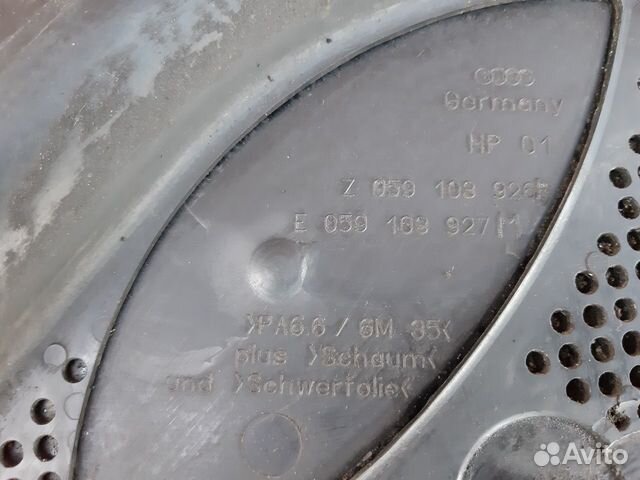 Germany
HP 01
Z 059 103 926
E 059 103 927 M
>PA6.6 / GM 35<
plus >Schaum<
und >Schwerfolie<
Avito